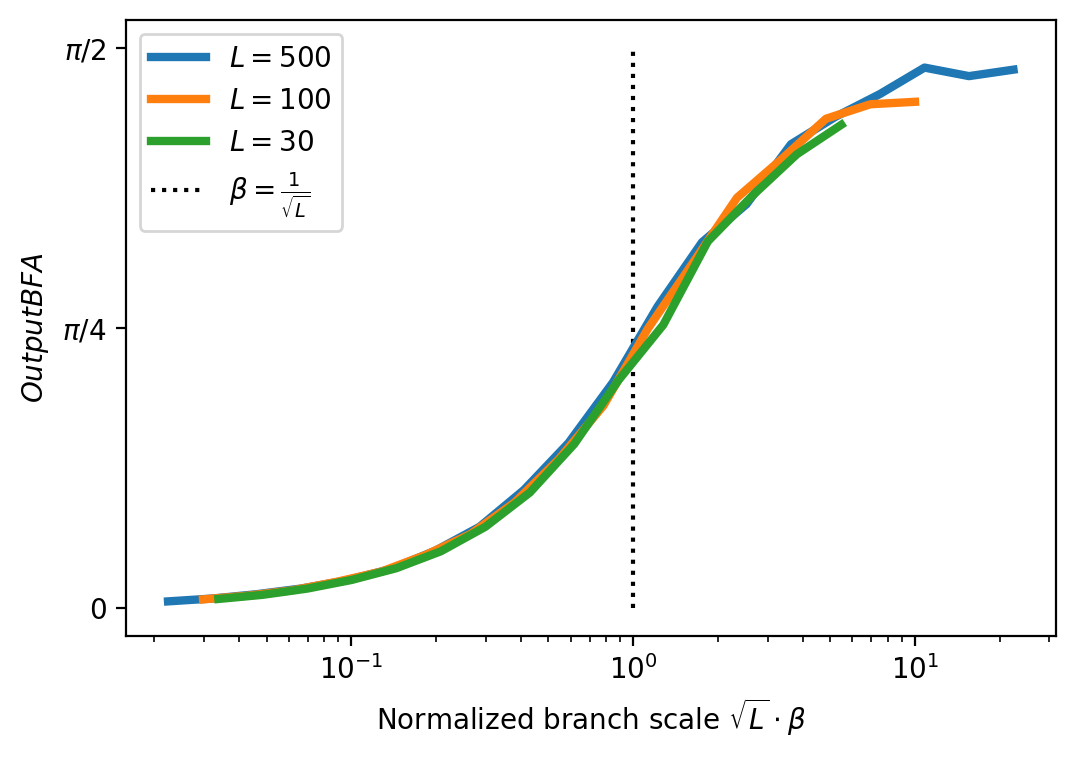 π/2
π/4
0
OutputBFA
L = 500
L = 100
L = 30
β = 1/√L
10⁻¹
10⁰
10¹
Normalized branch scale √L · β